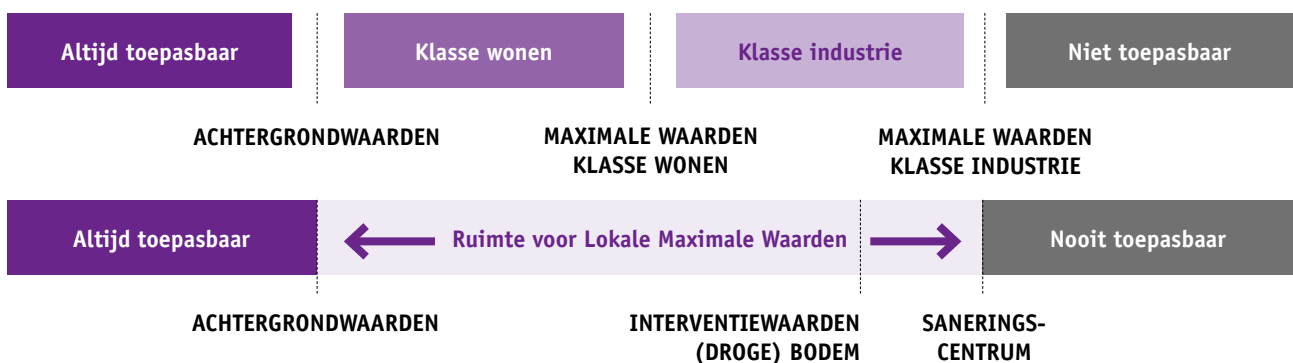 Altijd toepasbaar Klasse wonen Klasse industrie Niet toepasbaar
ACHTERGRONDWAARDEN MAXIMALE WAARDEN MAXIMALE WAARDEN
KLASSE WONEN KLASSE INDUSTRIE
Altijd toepasbaar Ruimte voor Lokale Maximale Waarden Nooit toepasbaar
ACHTERGRONDWAARDEN INTERVENTIEWAARDEN SANERINGS-
(DROGE) BODEM CENTRUM